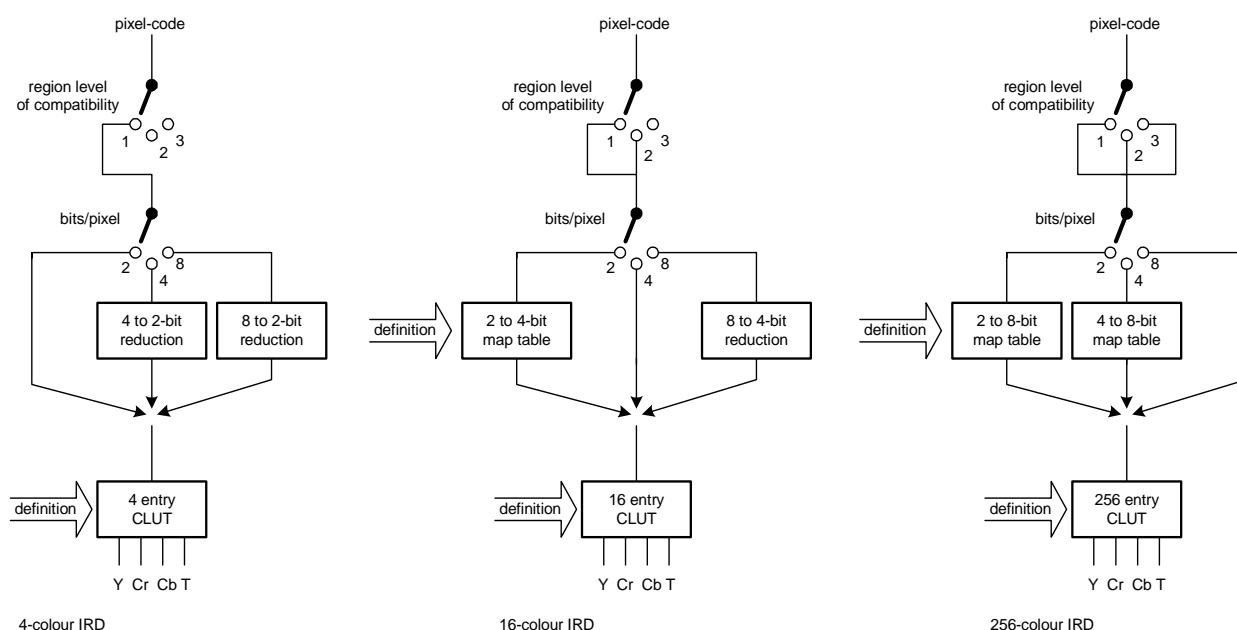 pixel-code
region level
of compatibility
1
2
3
bits/pixel
2
4
8
4 to 2-bit
reduction
8 to 2-bit
reduction
definition
4 entry
CLUT
Y Cr Cb T
4-colour IRD
pixel-code
region level
of compatibility
1
2
3
bits/pixel
2
4
8
definition
2 to 4-bit
map table
8 to 4-bit
reduction
definition
16 entry
CLUT
Y Cr Cb T
16-colour IRD
pixel-code
region level
of compatibility
1
2
3
bits/pixel
2
4
8
definition
2 to 8-bit
map table
4 to 8-bit
map table
definition
256 entry
CLUT
Y Cr Cb T
256-colour IRD